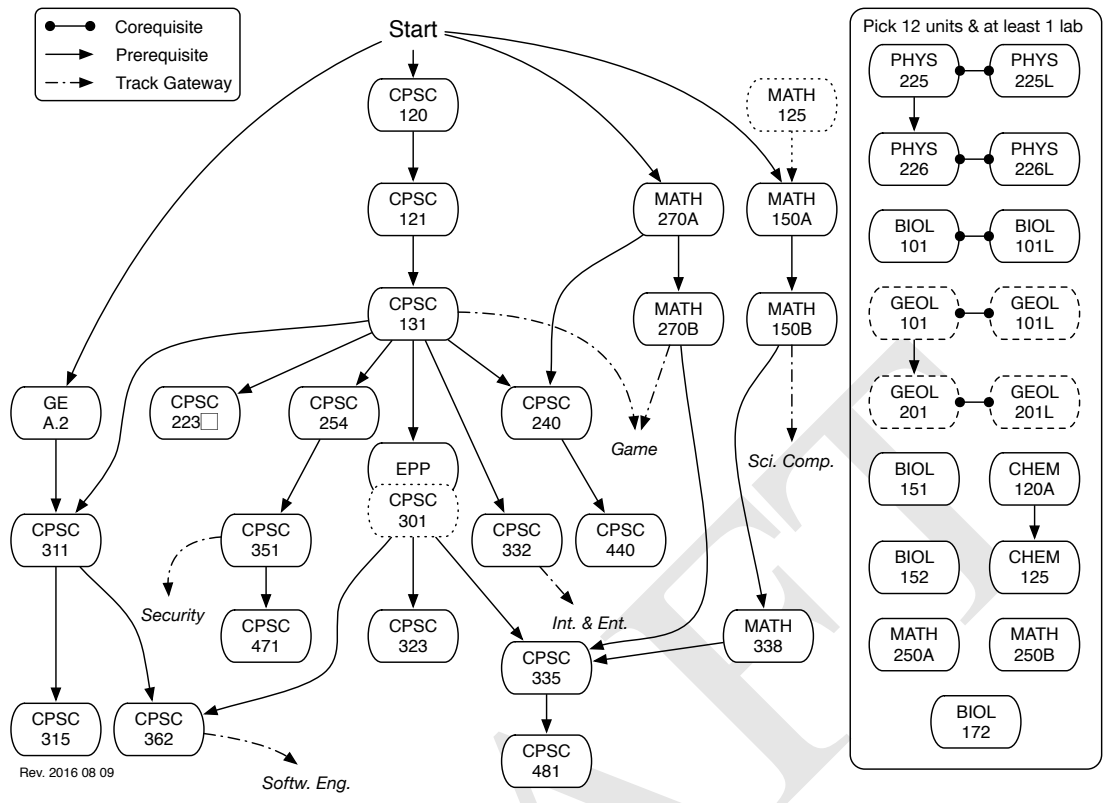 Corequisite
Prerequisite
Track Gateway
Start
CPSC
120
MATH
125
CPSC
121
MATH
270A
MATH
150A
CPSC
131
MATH
270B
MATH
150B
GE
A.2
CPSC
223
CPSC
254
CPSC
240
Game
Sci. Comp.
EPP
CPSC
301
CPSC
311
CPSC
351
CPSC
332
CPSC
440
Security
Int. & Ent.
CPSC
471
CPSC
323
CPSC
335
MATH
338
CPSC
315
CPSC
362
CPSC
481
Softw. Eng.
Rev. 2016 08 09
Pick 12 units & at least 1 lab
PHYS
225
PHYS
225L
PHYS
226
PHYS
226L
BIOL
101
BIOL
101L
GEOL
101
GEOL
101L
GEOL
201
GEOL
201L
BIOL
151
CHEM
120A
BIOL
152
CHEM
125
MATH
250A
MATH
250B
BIOL
172